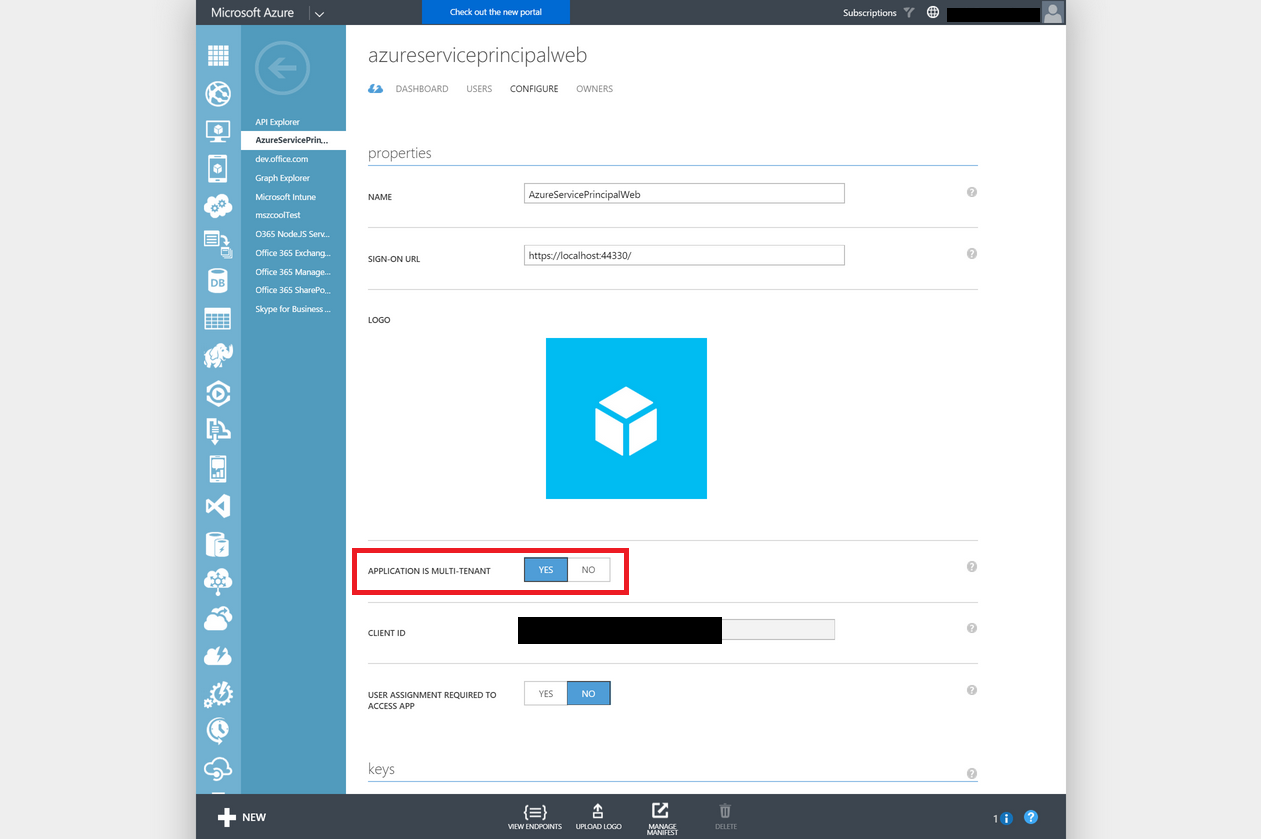 Microsoft Azure
Check out the new portal
Subscriptions
API Explorer
AzureServicePrin...
dev.office.com
Graph Explorer
Microsoft Intune
mszcoolTest
O365 Node.JS Serv...
Office 365 Exchang...
Office 365 Manage...
Office 365 SharePo...
Skype for Business ...
azureserviceprincipalweb
DASHBOARD USERS CONFIGURE OWNERS
properties
NAME AzureServicePrincipalWeb ?
SIGN-ON URL https://localhost:44330/ ?
LOGO
APPLICATION IS MULTI-TENANT YES NO ?
CLIENT ID ?
USER ASSIGNMENT REQUIRED TO YES NO ?
ACCESS APP
keys ?
DB
NEW
VIEW ENDPOINTS UPLOAD LOGO MANAGE DELETE
MANIFEST
1 i ?